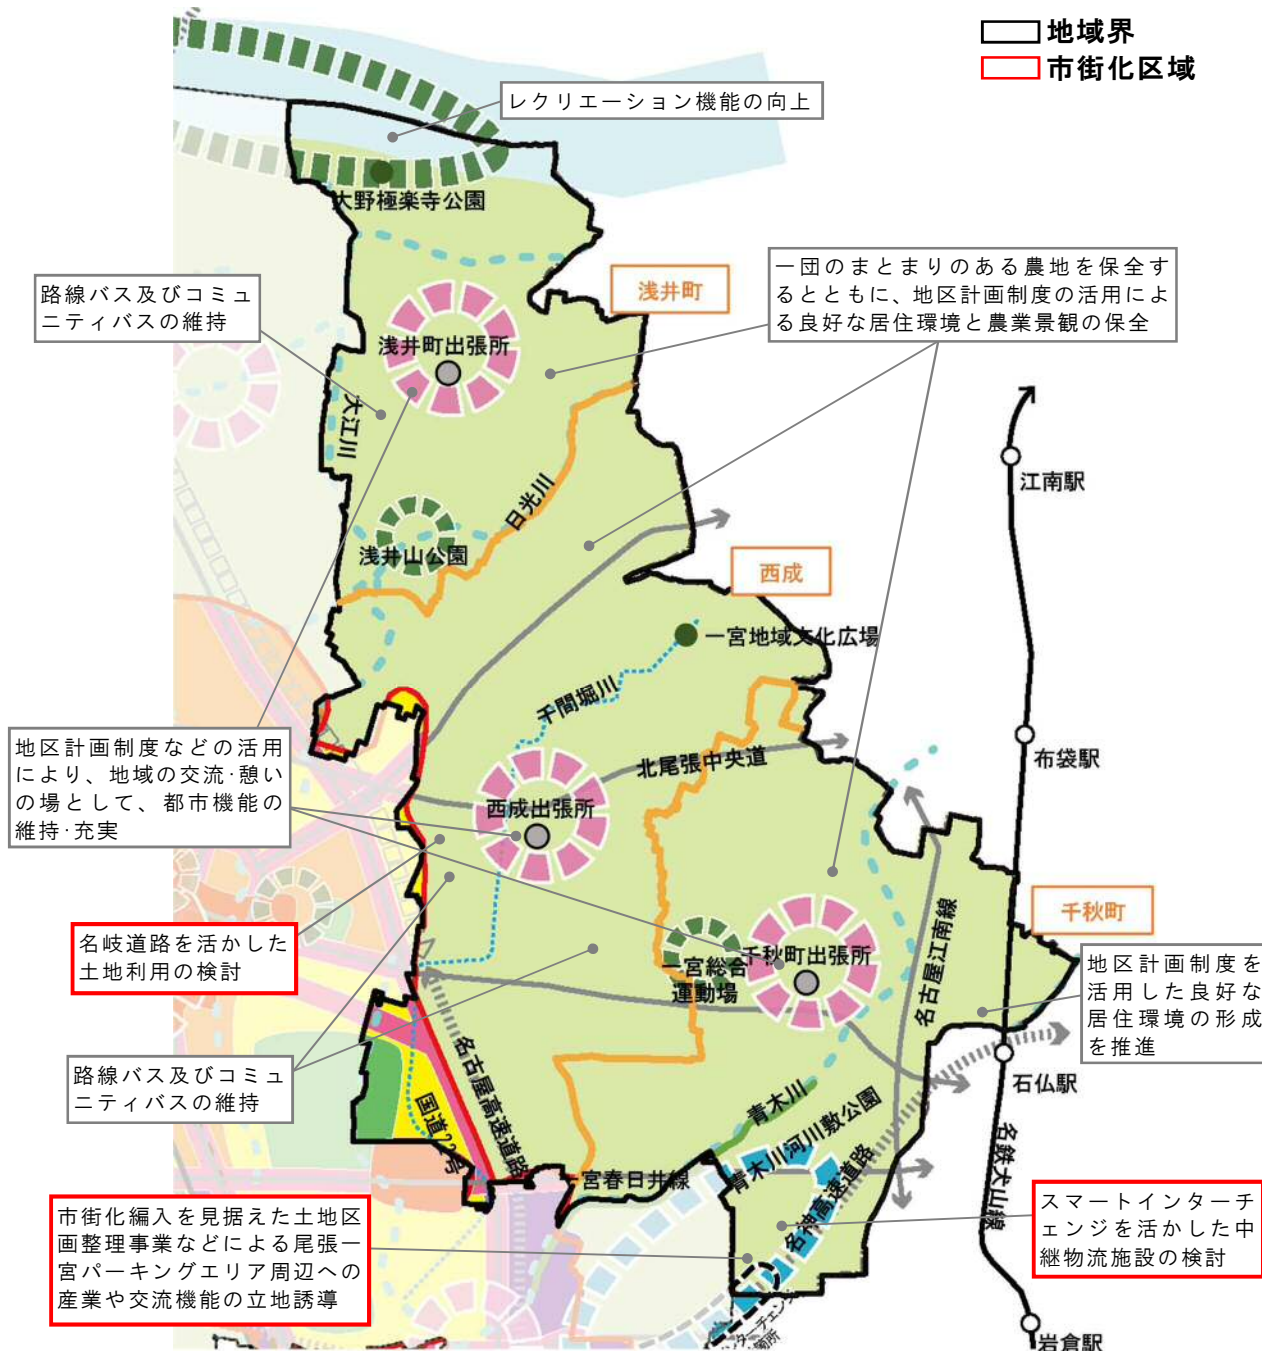 地域界
市街化区域
レクリエーション機能の向上
大野極楽寺公園
路線バス及びコミュ
ニティバスの維持
浅井町
一団のまとまりのある農地を保全す
るとともに、地区計画制度の活用によ
る良好な居住環境と農業景観の保全
浅井町出張所
大江川
日光川
浅井山公園
江南駅
西成
一宮地域文化広場
千間堀川
布袋駅
北尾張中央道
地区計画制度などの活用
により、地域の交流・憩い
の場として、都市機能の
維持・充実
西成出張所
千秋町
名岐道路を活かした
土地利用の検討
千秋町出張所
一宮総合
運動場
名古屋江南線
地区計画制度を
活用した良好な
居住環境の形成
を推進
路線バス及びコミュ
ニティバスの維持
名古屋高速道路
国道22号
石仏駅
青木川
青木川河川敷公園
名神高速道路
名鉄犬山線
宮春日井線
市街化編入を見据えた土地区
画整理事業などによる尾張一
宮パーキングエリア周辺への
産業や交流機能の立地誘導
スマートインターチ
ェンジを活かした中
継物流施設の検討
岩倉駅